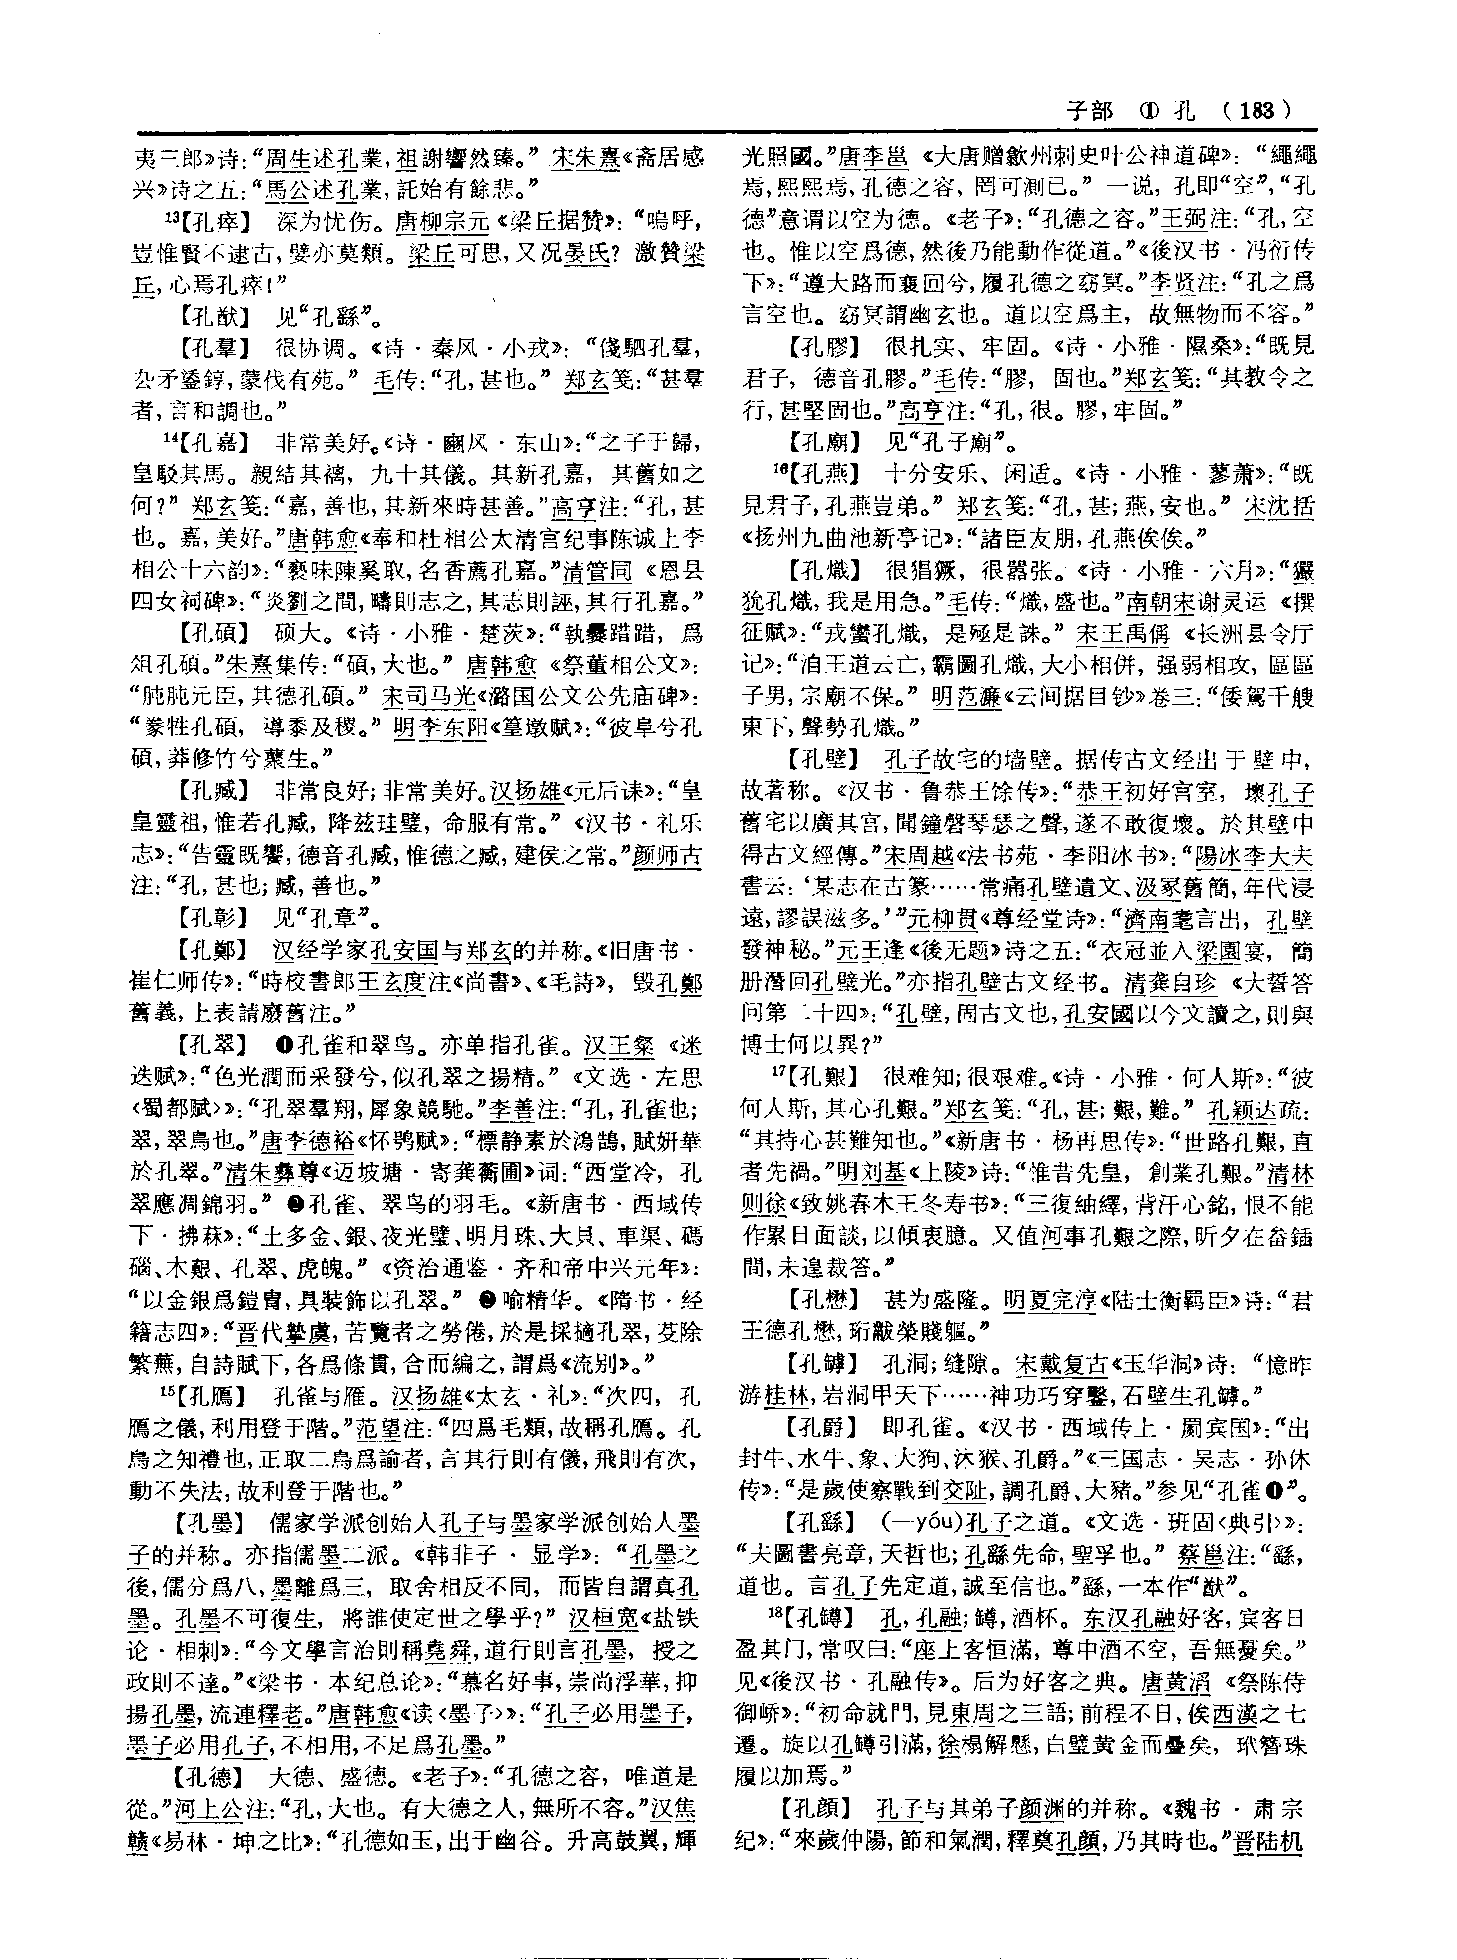 子部 ① 孔 （183）
夷三郎》诗：“周生述孔業，祖謝響然臻。” 宋朱熹《斋居感
兴》诗之五：“馬公述孔業，託始有餘悲。”
13【孔瘁】 深为忧伤。唐柳宗元《梁丘据赞》：“嗚呼，
豈惟賢不逮古，嬖亦莫類。梁丘可思，又况晏氏？激贊梁
丘，心焉孔瘁！”
【孔猷】 见“孔繇”。
【孔羣】 很协调。《诗·秦风·小戎》：“俴駟孔羣，
厹矛鋈錞，蒙伐有苑。” 毛传：“孔，甚也。” 郑玄笺：“甚羣
者，言和調也。”
14【孔嘉】 非常美好。《诗·豳风·东山》：“之子于歸，
皇駁其馬。親結其褵，九十其儀。其新孔嘉，其舊如之
何？” 郑玄笺：“嘉，善也，其新來時甚善。”高亨注：“孔，甚
也。嘉，美好。”唐韩愈《奉和杜相公太清宫纪事陈诚上李
相公十六韵》：“褻味陳奚取，名香薦孔嘉。”清管同《恩县
四女祠碑》：“炎劉之間，疇則志之，其志則誣，其行孔嘉。”
【孔碩】 硕大。《诗·小雅·楚茨》：“執爨踖踖，爲
俎孔碩。”朱熹集传：“碩，大也。” 唐韩愈《祭董相公文》：
“肫肫元臣，其德孔碩。” 宋司马光《潞国公文公先庙碑》：
“豢牲孔碩，導黍及稷。” 明李东阳《篁墩赋》：“彼阜兮孔
碩，莽修竹兮藂生。”
【孔臧】 非常良好；非常美好。汉扬雄《元后诔》：“皇
皇靈祖，惟若孔臧，降兹珪璧，命服有常。”《汉书·礼乐
志》：“告靈既饗，德音孔臧，惟德之臧，建侯之常。”颜师古
注：“孔，甚也；臧，善也。”
【孔彰】 见“孔章”。
【孔鄭】 汉经学家孔安国与郑玄的并称。《旧唐书·
崔仁师传》：“時校書郎王玄度注《尚書》、《毛詩》，毁孔鄭
舊義，上表請廢舊注。”
【孔翠】 ❶孔雀和翠鸟。亦单指孔雀。汉王粲《迷
迭赋》：“色光潤而采發兮，似孔翠之揚精。”《文选·左思
〈蜀都赋〉》：“孔翠羣翔，犀象競馳。”李善注：“孔，孔雀也；
翠，翠鳥也。”唐李德裕《怀鸮赋》：“標静素於鴻鵠，賦妍華
於孔翠。”清朱彝尊《迈坡塘·寄龚蘅圃》词：“西堂冷，孔
翠應凋錦羽。” ❷孔雀、翠鸟的羽毛。《新唐书·西域传
下·拂菻》：“土多金、銀、夜光璧、明月珠、大貝、車渠、碼
碯、木艱、孔翠、虎魄。”《资治通鉴·齐和帝中兴元年》：
“以金銀爲鎧胄，具裝飾以孔翠。” ❸喻精华。《隋书·经
籍志四》：“晋代摯虞，苦覽者之勞倦，於是採摘孔翠，芟除
繁蕪，自詩賦下，各爲條貫，合而編之，謂爲《流别》。”
15【孔鴈】 孔雀与雁。汉扬雄《太玄·礼》：“次四，孔
鴈之儀，利用登于階。”范望注：“四爲毛類，故稱孔鴈。孔
鳥之知禮也，正取二鳥爲諭者，言其行則有儀，飛則有次，
動不失法，故利登于階也。”
【孔墨】 儒家学派创始人孔子与墨家学派创始人墨
子的并称。亦指儒墨二派。《韩非子·显学》：“孔墨之
後，儒分爲八，墨離爲三，取舍相反不同，而皆自謂真孔
墨。孔墨不可復生，將誰使定世之學乎？” 汉桓宽《盐铁
论·相刺》：“今文學言治則稱堯舜，道行則言孔墨，授之
政則不達。”《梁书·本纪总论》：“慕名好事，崇尚浮華，抑
揚孔墨，流連釋老。”唐韩愈《读〈墨子〉》：“孔子必用墨子，
墨子必用孔子，不相用，不足爲孔墨。”
【孔德】 大德、盛德。《老子》：“孔德之容，唯道是
從。”河上公注：“孔，大也。有大德之人，無所不容。”汉焦
赣《易林·坤之比》：“孔德如玉，出于幽谷。升高鼓翼，輝
光照國。”唐李邕《大唐赠歙州刺史叶公神道碑》：“繩繩
焉，熙熙焉，孔德之容，罔可測已。” 一说，孔即“空”，“孔
德”意谓以空为德。《老子》：“孔德之容。”王弼注：“孔，空
也。惟以空爲德，然後乃能動作從道。”《後汉书·冯衍传
下》：“遵大路而裵回兮，履孔德之窈冥。”李贤注：“孔之爲
言空也。窈冥謂幽玄也。道以空爲主，故無物而不容。”
【孔膠】 很扎实、牢固。《诗·小雅·隰桑》：“既見
君子，德音孔膠。”毛传：“膠，固也。”郑玄笺：“其教令之
行，甚堅固也。”高亨注：“孔，很。膠，牢固。”
【孔廟】 见“孔子廟”。
16【孔燕】 十分安乐、闲适。《诗·小雅·蓼萧》：“既
見君子，孔燕豈弟。” 郑玄笺：“孔，甚；燕，安也。” 宋沈括
《扬州九曲池新亭记》：“諸臣友朋，孔燕俟俟。”
【孔熾】 很猖獗，很嚣张。《诗·小雅·六月》：“玁
狁孔熾，我是用急。”毛传：“熾，盛也。”南朝宋谢灵运《撰
征赋》：“戎蠻孔熾，是殛是誅。” 宋王禹偁《长洲县令厅
记》：“洎王道云亡，霸圖孔熾，大小相併，强弱相攻，區區
子男，宗廟不保。” 明范濂《云间据目钞》卷三：“倭駕千艘
東下，聲勢孔熾。”
【孔壁】 孔子故宅的墙壁。据传古文经出于壁中，
故著称。《汉书·鲁恭王馀传》：“恭王初好宫室，壞孔子
舊宅以廣其宫，聞鐘磬琴瑟之聲，遂不敢復壞。於其壁中
得古文經傳。”宋周越《法书苑·李阳冰书》：“陽冰李大夫
書云：‘某志在古篆……常痛孔壁遺文、汲冢舊簡，年代浸
遠，謬誤滋多。’”元柳贯《尊经堂诗》：“濟南耄言出，孔壁
發神秘。”元王逢《後无题》诗之五：“衣冠並入梁園宴，簡
册潛回孔壁光。”亦指孔壁古文经书。清龚自珍《大誓答
问第二十四》：“孔壁，固古文也，孔安國以今文讀之，則與
博士何以異？”
17【孔艱】 很难知；很艰难。《诗·小雅·何人斯》：“彼
何人斯，其心孔艱。”郑玄笺：“孔，甚；艱，難。” 孔颖达疏：
“其持心甚難知也。”《新唐书·杨再思传》：“世路孔艱，直
者先禍。”明刘基《上陵》诗：“惟昔先皇，創業孔艱。”清林
则徐《致姚春木王冬寿书》：“三復紬繹，背汗心銘，恨不能
作累日面談，以傾衷臆。又值河事孔艱之際，昕夕在畚鍤
間，未遑裁答。”
【孔懋】 甚为盛隆。明夏完淳《陆士衡羁臣》诗：“君
王德孔懋，珩黻榮賤軀。”
【孔罅】 孔洞；缝隙。宋戴复古《玉华洞》诗：“憶昨
游桂林，岩洞甲天下……神功巧穿鑿，石壁生孔罅。”
【孔爵】 即孔雀。《汉书·西域传上·罽宾国》：“出
封牛、水牛、象、大狗、沐猴、孔爵。”《三国志·吴志·孙休
传》：“是歲使察戰到交阯，調孔爵、大豬。”参见“孔雀❶”。
【孔繇】 （—yóu）孔子之道。《文选·班固〈典引〉》：
“夫圖書亮章，天哲也；孔繇先命，聖孚也。” 蔡邕注：“繇，
道也。言孔子先定道，誠至信也。”繇，一本作“猷”。
18【孔罇】 孔，孔融；罇，酒杯。东汉孔融好客，宾客日
盈其门，常叹曰：“座上客恒滿，尊中酒不空，吾無憂矣。”
见《後汉书·孔融传》。后为好客之典。唐黄滔《祭陈侍
御峤》：“初命就門，見東周之三語；前程不日，俟西漢之七
遷。旋以孔罇引滿，徐榻解懸，白璧黄金而疊矣，玳簪珠
履以加焉。”
【孔顔】 孔子与其弟子颜渊的并称。《魏书·肃宗
纪》：“來歲仲陽，節和氣潤，釋奠孔顔，乃其時也。”晋陆机